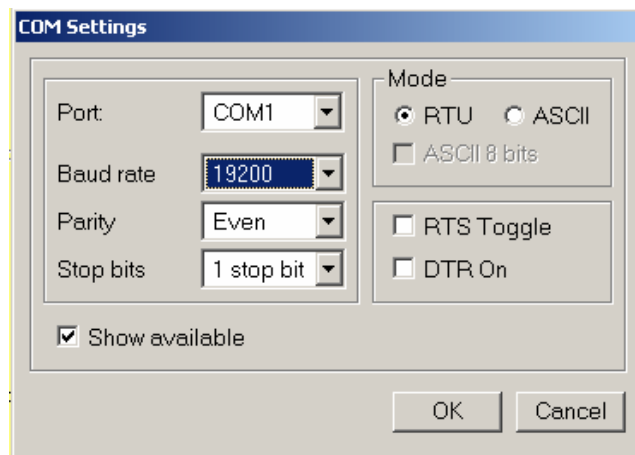 COM Settings
Port:
COM1
Baud rate
19200
Parity
Even
Stop bits
1 stop bit
Mode
RTU
ASCII
ASCII 8 bits
RTS Toggle
DTR On
Show available
OK
Cancel